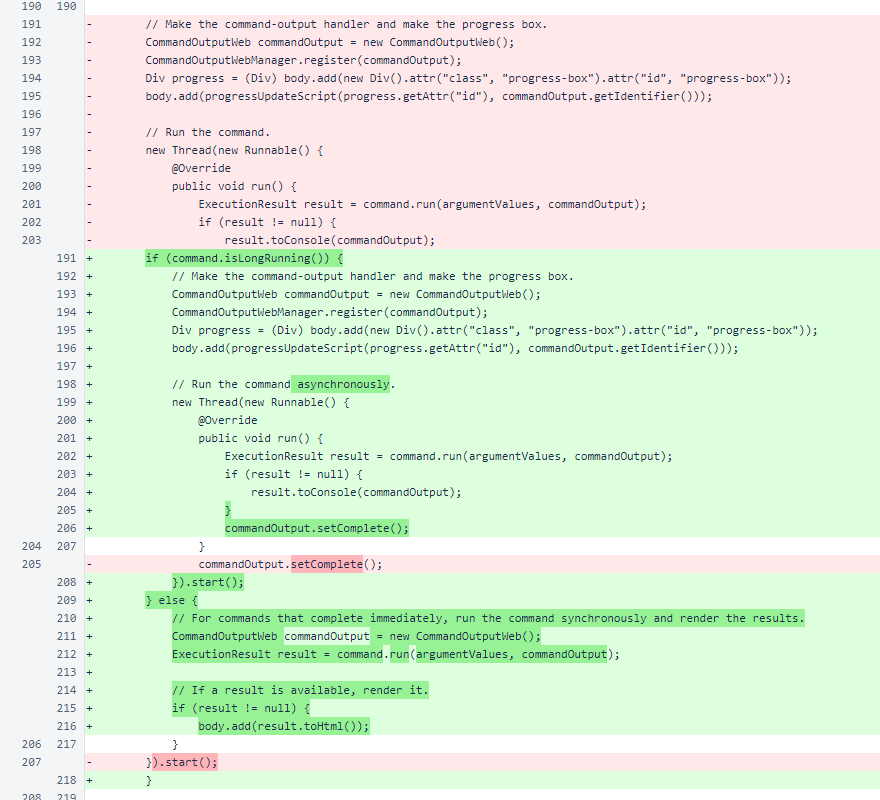 190 190
191 - // Make the command-output handler and make the progress box.
192 - CommandOutputWeb commandOutput = new CommandOutputWeb();
193 - CommandOutputWebManager.register(commandOutput);
194 - Div progress = (Div) body.add(new Div().attr("class", "progress-box").attr("id", "progress-box"));
195 - body.add(progressUpdateScript(progress.getAttr("id"), commandOutput.getIdentifier()));
196 -
197 - // Run the command.
198 - new Thread(new Runnable() {
199 - @Override
200 - public void run() {
201 - ExecutionResult result = command.run(argumentValues, commandOutput);
202 - if (result != null) {
203 - result.toConsole(commandOutput);
191 + if (command.isLongRunning()) {
192 + // Make the command-output handler and make the progress box.
193 + CommandOutputWeb commandOutput = new CommandOutputWeb();
194 + CommandOutputWebManager.register(commandOutput);
195 + Div progress = (Div) body.add(new Div().attr("class", "progress-box").attr("id", "progress-box"));
196 + body.add(progressUpdateScript(progress.getAttr("id"), commandOutput.getIdentifier()));
197 +
198 + // Run the command asynchronously.
199 + new Thread(new Runnable() {
200 + @Override
201 + public void run() {
202 + ExecutionResult result = command.run(argumentValues, commandOutput);
203 + if (result != null) {
204 + result.toConsole(commandOutput);
205 + }
206 + commandOutput.setComplete();
204 207 }
205 - commandOutput.setComplete();
208 + }).start();
209 + } else {
210 + // For commands that complete immediately, run the command synchronously and render the results.
211 + CommandOutputWeb commandOutput = new CommandOutputWeb();
212 + ExecutionResult result = command.run(argumentValues, commandOutput);
213 +
214 + // If a result is available, render it.
215 + if (result != null) {
216 + body.add(result.toHtml());
206 217 }
207 - }).start();
218 + }
208 219